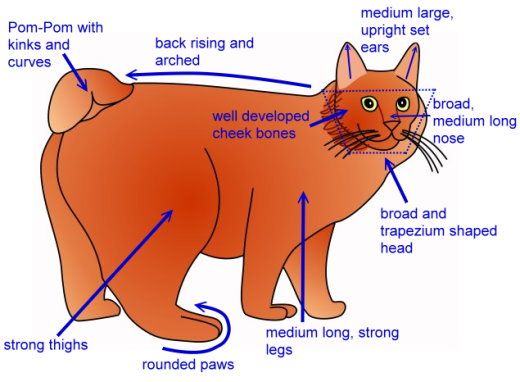 Pom-Pom with
kinks and
curves
back rising and
arched
medium large,
upright set
ears
well developed
cheek bones
broad,
medium long
nose
broad and
trapezium shaped
head
strong thighs
rounded paws
medium long, strong
legs